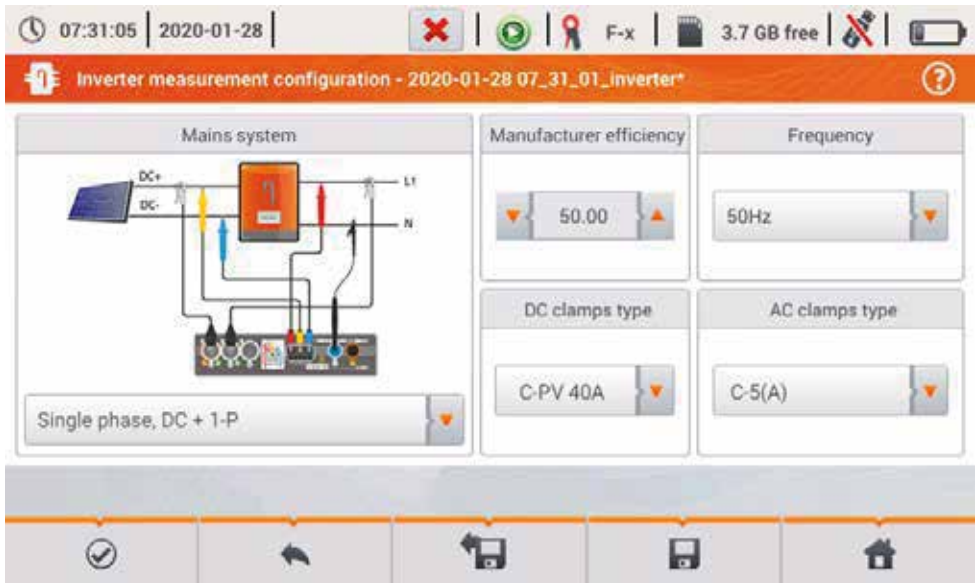 07:31:05 2020-01-28 F-x 3.7 GB free
Inverter measurement configuration - 2020-01-28 07_31_01_inverter* ?
Mains system
DC+
DC-
L1
N
Single phase, DC + 1-P
Manufacturer efficiency
50.00
Frequency
50Hz
DC clamps type
C-PV 40A
AC clamps type
C-5(A)